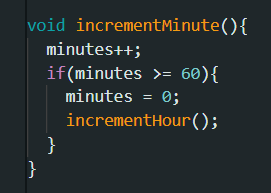 void incrementMinute(){
  minutes++;
  if(minutes >= 60){
    minutes = 0;
    incrementHour();
  }
}